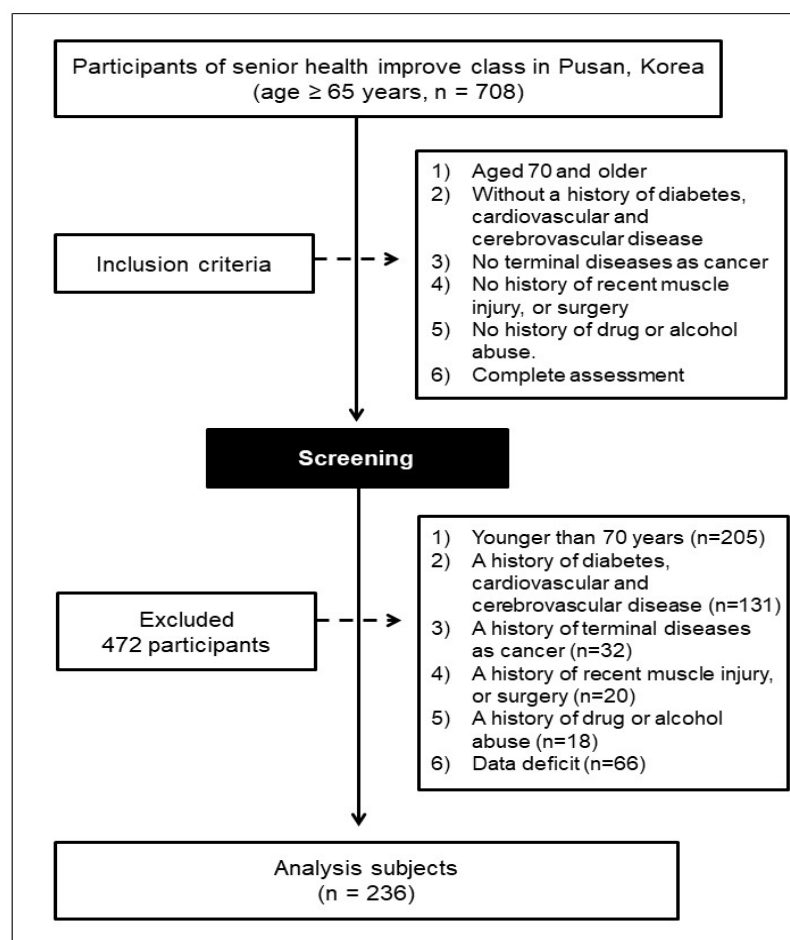 Participants of senior health improve class in Pusan, Korea
(age ≥ 65 years, n = 708)
Inclusion criteria
1) Aged 70 and older
2) Without a history of diabetes,
cardiovascular and
cerebrovascular disease
3) No terminal diseases as cancer
4) No history of recent muscle
injury, or surgery
5) No history of drug or alcohol
abuse.
6) Complete assessment
Screening
Excluded
472 participants
1) Younger than 70 years (n=205)
2) A history of diabetes,
cardiovascular and
cerebrovascular disease (n=131)
3) A history of terminal diseases
as cancer (n=32)
4) A history of recent muscle injury,
or surgery (n=20)
5) A history of drug or alcohol
abuse (n=18)
6) Data deficit (n=66)
Analysis subjects
(n = 236)